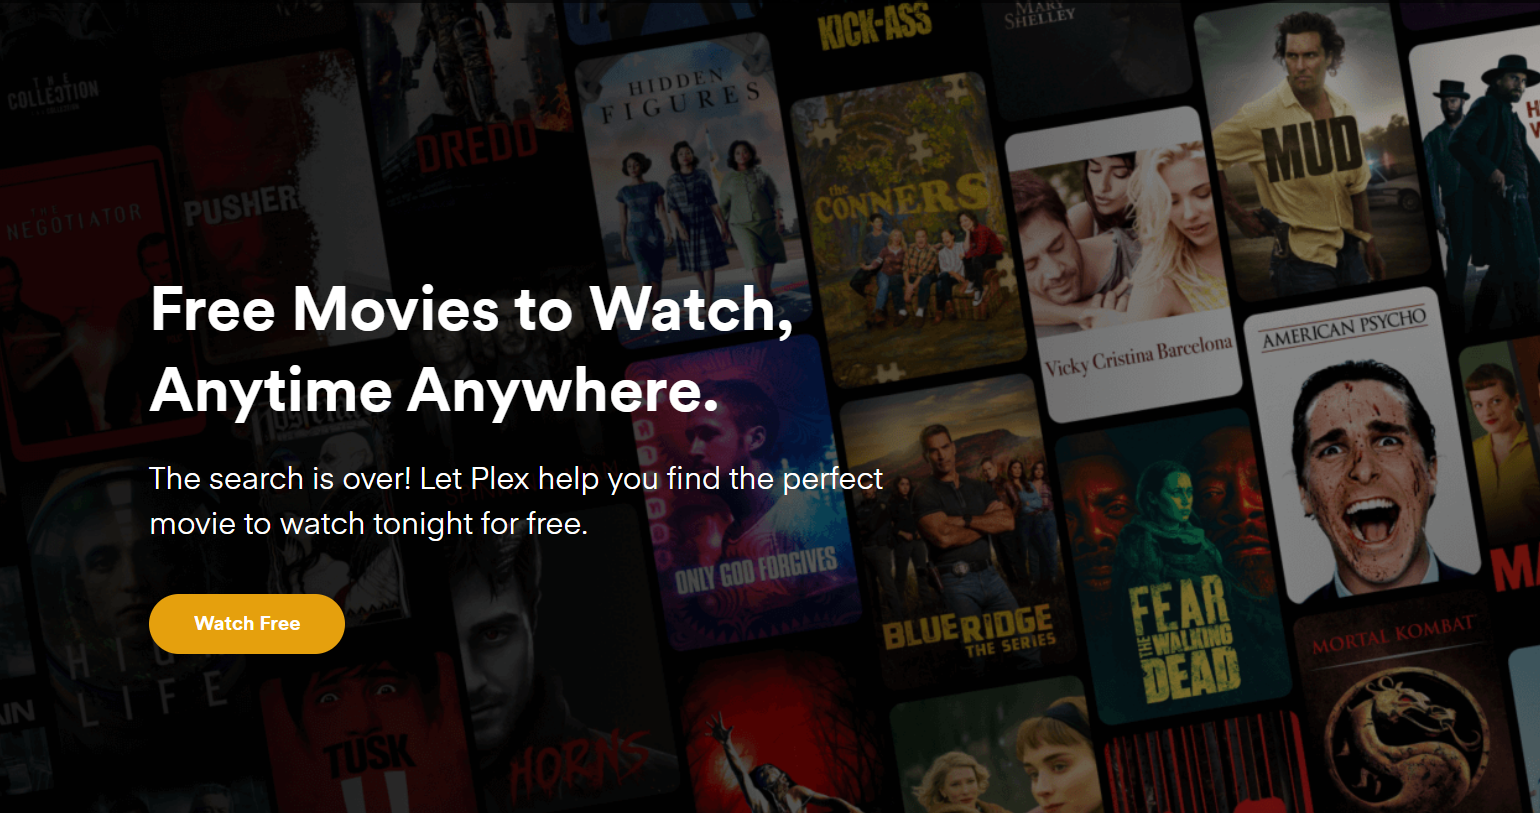 THE
COLLECTION
THE COLLECTION
DREDD
HIDDEN
FIGURES
KICK-ASS
MARY
SHELLEY
MUD
THE
NEGOTIATOR
PUSHER
the
CONNERS
Vicky Cristina Barcelona
AMERICAN PSYCHO
Free Movies to Watch,
Anytime Anywhere.
The search is over! Let Plex help you find the perfect
movie to watch tonight for free.
Watch Free
ONLY GOD FORGIVES
BLUE RIDGE
THE SERIES
FEAR
THE WALKING
DEAD
MORTAL KOMBAT
LIFE
TUSK
HORNS